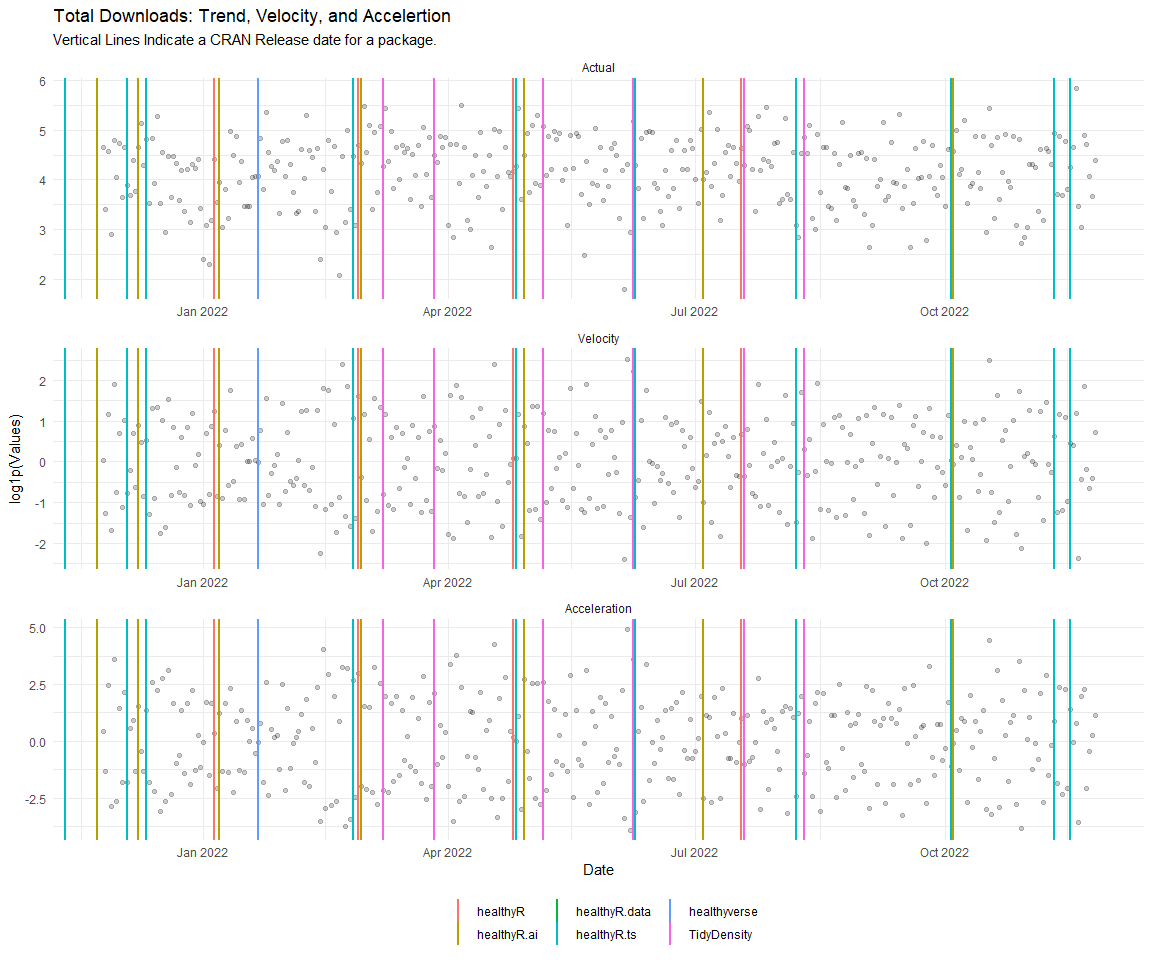 Total Downloads: Trend, Velocity, and Accelertion
Vertical Lines Indicate a CRAN Release date for a package.
Actual
6
5
4
3
2
Jan 2022 Apr 2022 Jul 2022 Oct 2022
Velocity
2
1
0
-1
-2
Jan 2022 Apr 2022 Jul 2022 Oct 2022
log1p(Values)
Acceleration
5.0
2.5
0.0
-2.5
Jan 2022 Apr 2022 Jul 2022 Oct 2022
Date
healthyR healthyR.data healthyverse
healthyR.ai healthyR.ts TidyDensity